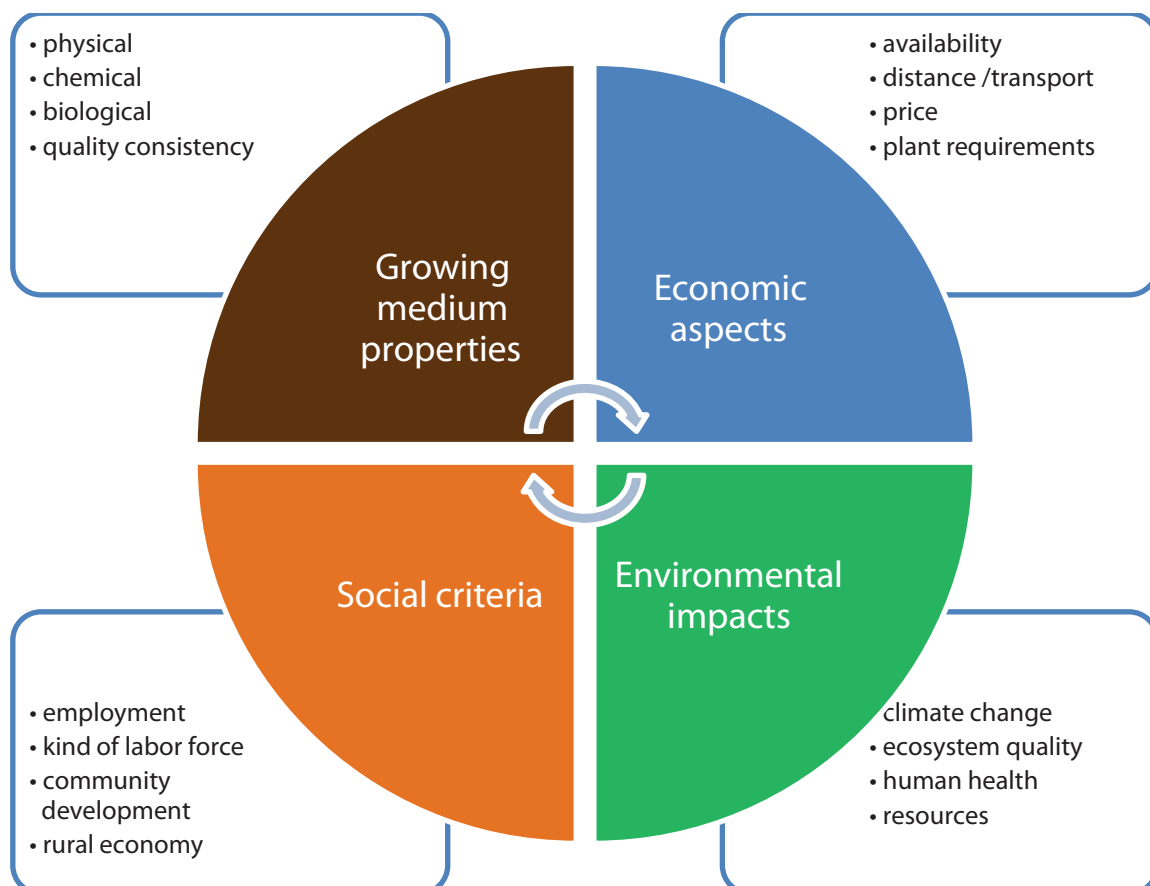 • physical
• chemical
• biological
• quality consistency
• availability
• distance /transport
• price
• plant requirements
Growing
medium
properties
Economic
aspects
Social criteria
Environmental
impacts
• employment
• kind of labor force
• community
development
• rural economy
• climate change
• ecosystem quality
• human health
• resources